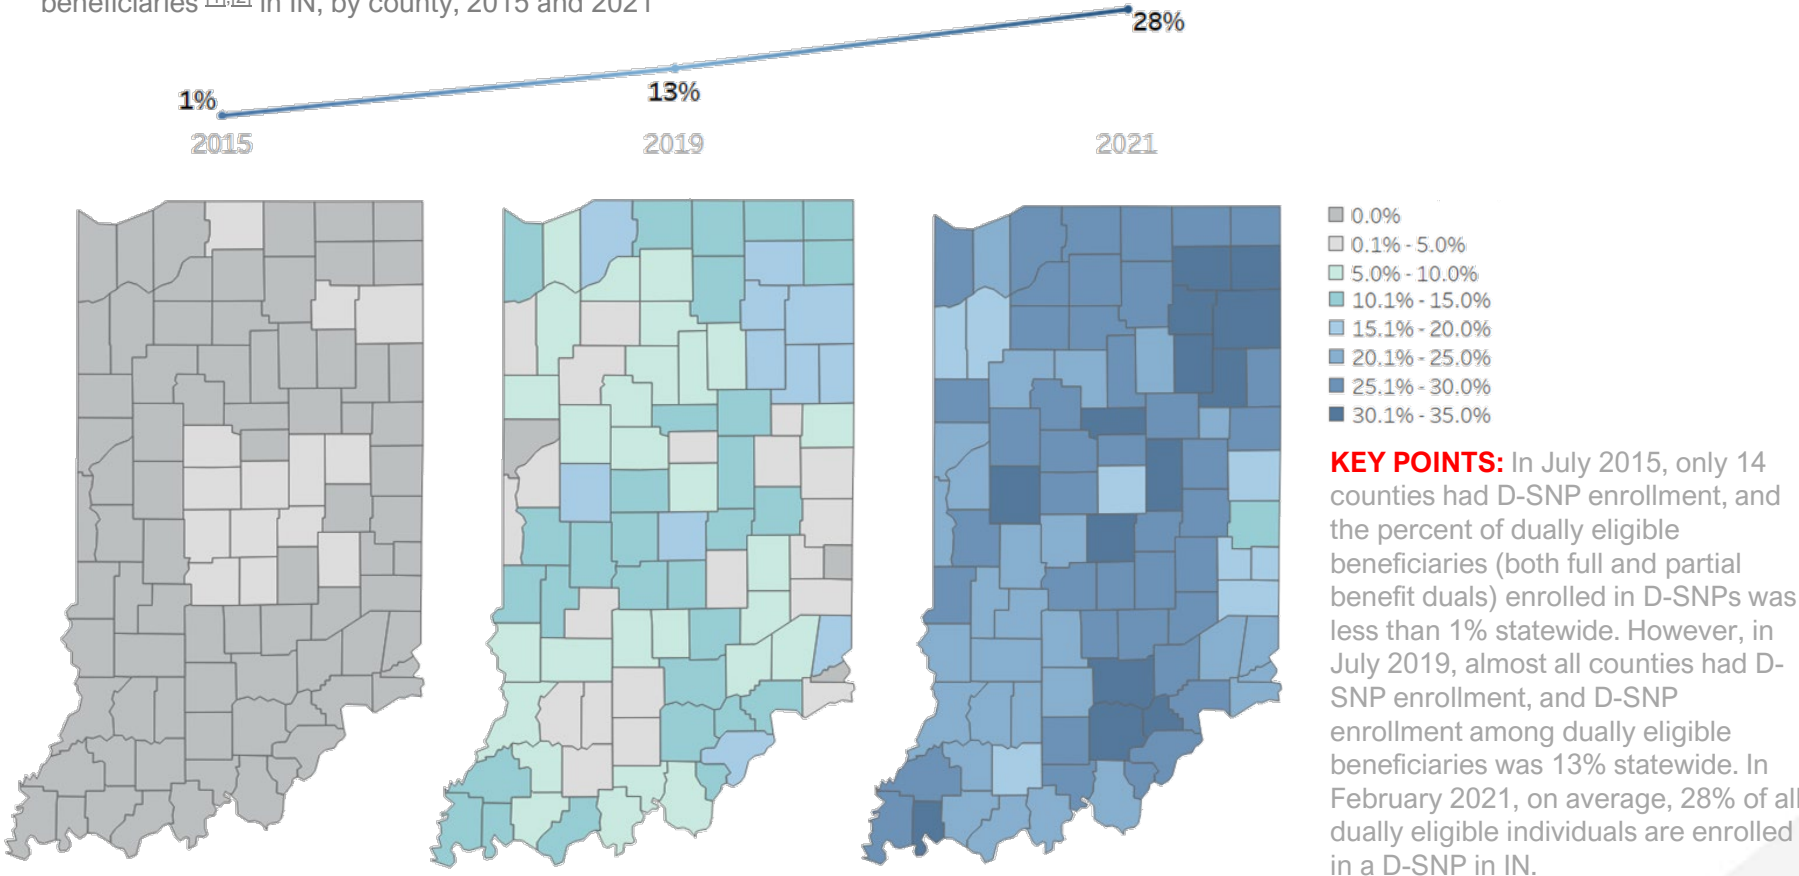 beneficiaries [1],[2] in IN, by county, 2015 and 2021
28%
13%
1%
2015
2019
2021
0.0%
0.1% - 5.0%
5.0% - 10.0%
10.1% - 15.0%
15.1% - 20.0%
20.1% - 25.0%
25.1% - 30.0%
30.1% - 35.0%
KEY POINTS: In July 2015, only 14
counties had D-SNP enrollment, and
the percent of dually eligible
beneficiaries (both full and partial
benefit duals) enrolled in D-SNPs was
less than 1% statewide. However, in
July 2019, almost all counties had D-
SNP enrollment, and D-SNP
enrollment among dually eligible
beneficiaries was 13% statewide. In
February 2021, on average, 28% of all
dually eligible individuals are enrolled
in a D-SNP in IN.